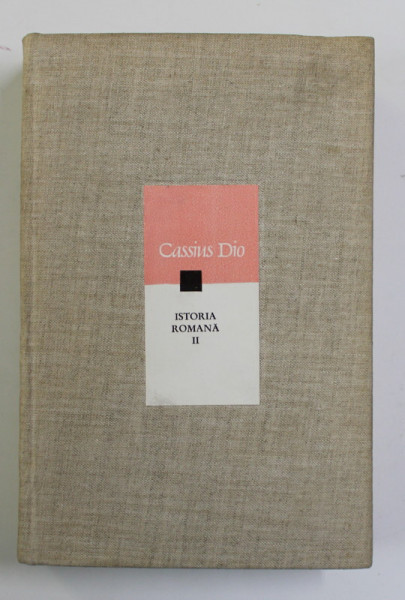 Cassius Dio
ISTORIA
ROMANĂ
II